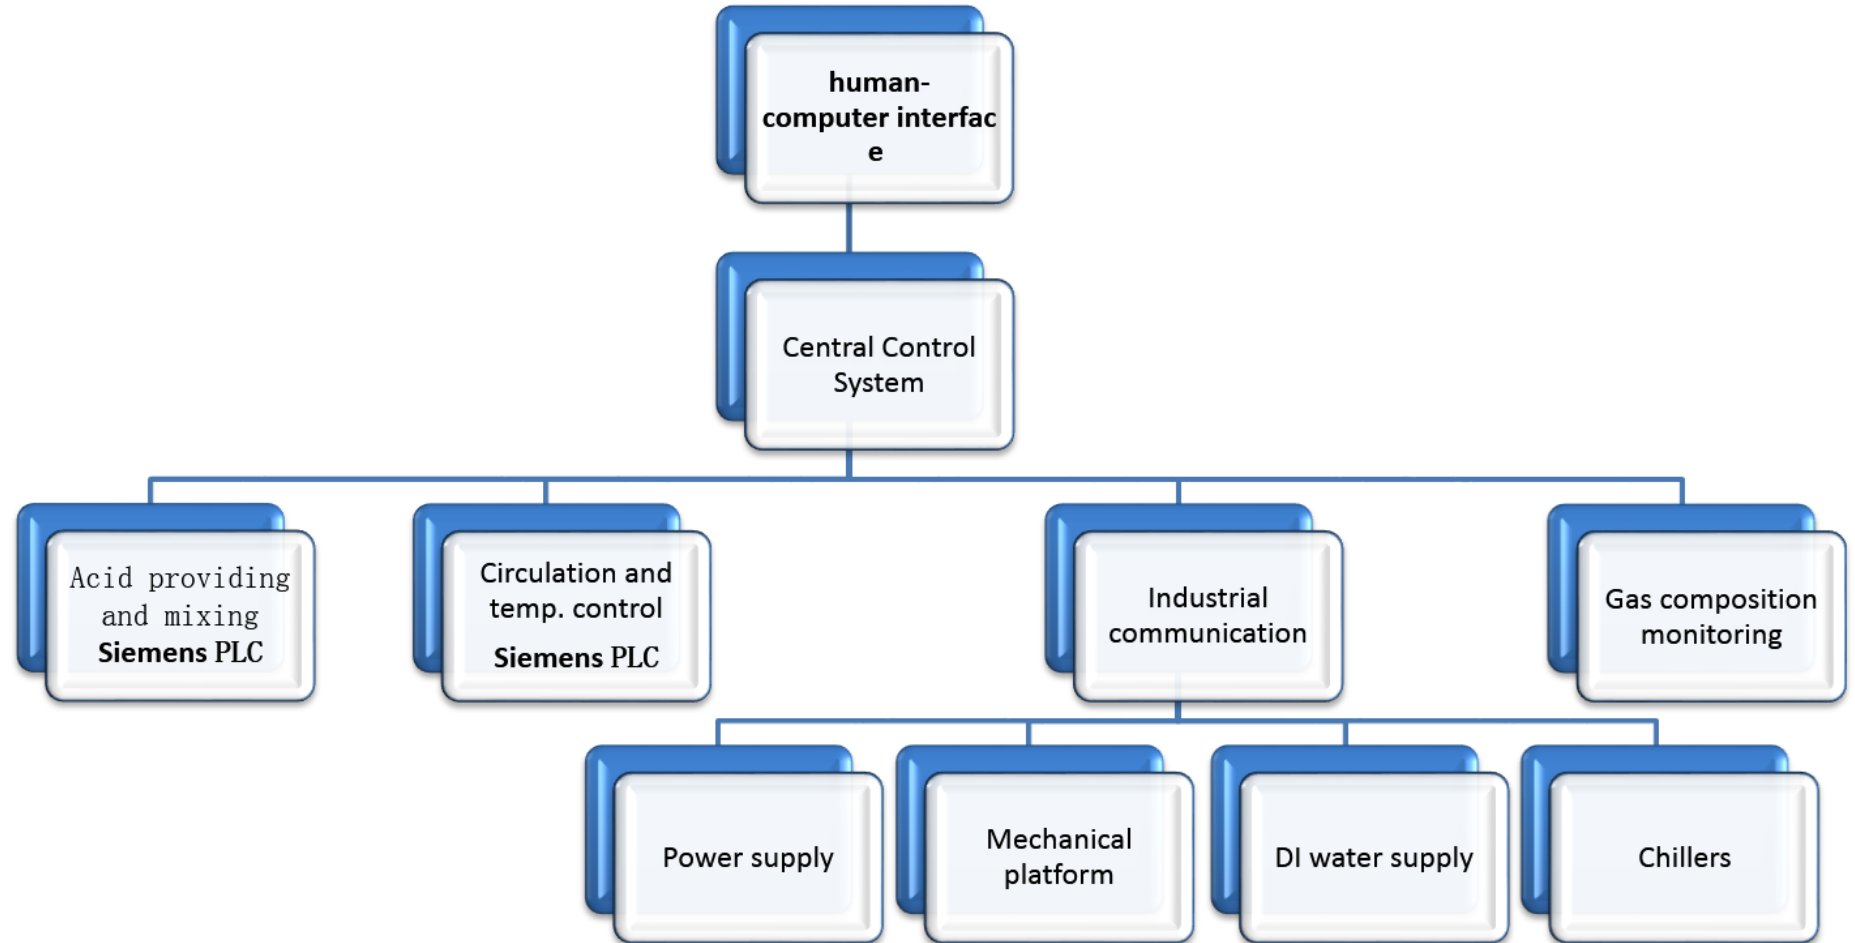 human-
computer interfac
e
Central Control
System
Acid providing
and mixing
Siemens PLC
Circulation and
temp. control
Siemens PLC
Industrial
communication
Gas composition
monitoring
Power supply
Mechanical
platform
DI water supply
Chillers